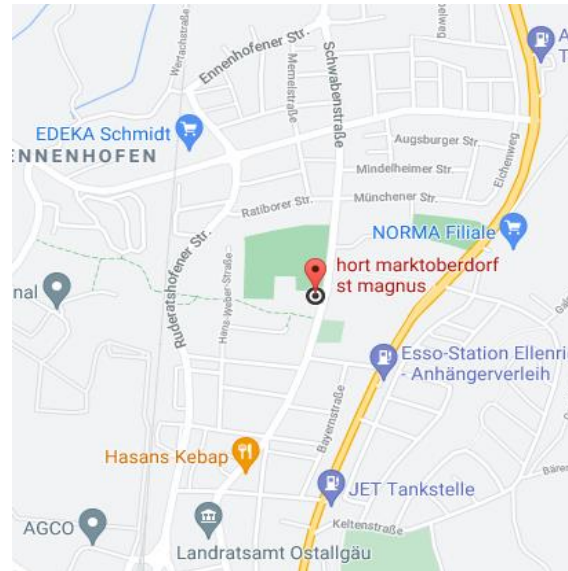 Wertachstraße
Ennenhofener Str.
Memelstraße
Schwabenstraße
EDEKA Schmidt
ENNENHOFEN
Augsburger Str.
Eichenweg
Mindelheimer Str.
Münchener Str.
Ratiborer Str.
NORMA Filiale
hort marktoberdorf
st magnus
Ruderatshofener Str.
Hans-Weber-Straße
nal
Esso-Station Ellenri
- Anhängerverleih
Bayernstraße
Hasans Kebap
Bären
JET Tankstelle
Keltenstraße
AGCO
Landratsamt Ostallgäu